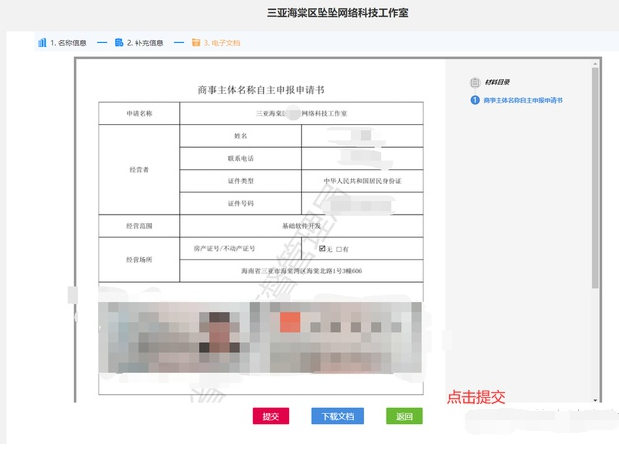 三亚海棠区坠坠网络科技工作室
1. 名称信息
2. 补充信息
3. 电子文档
商事主体名称自主申报申请书
申请名称
三亚海棠 网络科技工作室
经营者
姓名
联系电话
证件类型
中华人民共和国居民身份证
证件号码
经营范围
基础软件开发
经营场所
房产证号/不动产证号
☑无 □有
海南省三亚市海棠湾区海棠北路1号3幢600
督管理局
材料目录
1 商事主体名称自主申报申请书
点击提交
提交
下载文档
返回